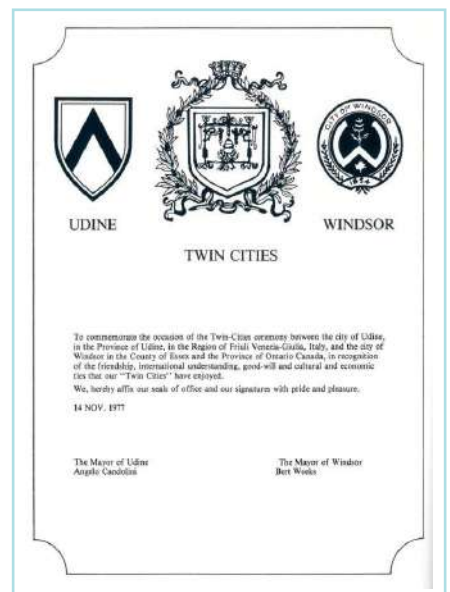 CITY OF WINDSOR
1854
UDINE
WINDSOR
TWIN CITIES
To commemorate the occasion of the Twin-Cities ceremony between the city of Udine,
in the Province of Udine, in the Region of Friuli Venezia-Giulia, Italy, and the city of
Windsor in the County of Essex and the Province of Ontario Canada, in recognition
of the friendship, international understanding, good-will and cultural and economic
ties that our "Twin Cities" have enjoyed.
We, hereby affix our seals of office and our signatures with pride and pleasure.
14 NOV. 1977
The Mayor of Udine
Angelo Candolini
The Mayor of Windsor
Bert Weeks